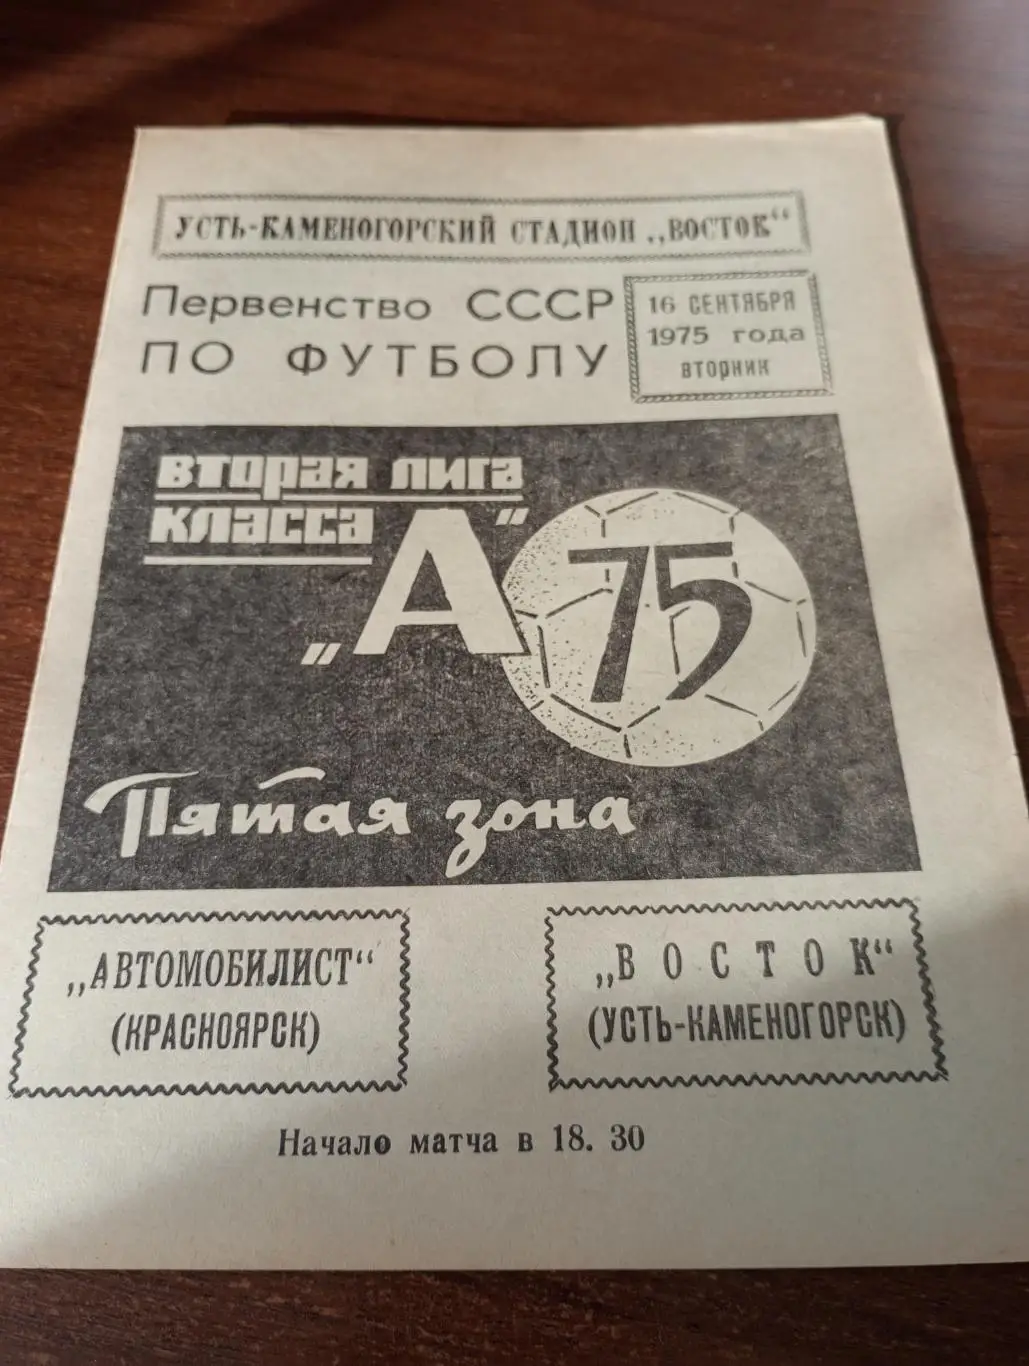 УСТЬ-КАМЕНОГОРСКИЙ СТАДИОН „ВОСТОК“
Первенство СССР
ПО ФУТБОЛУ
16 СЕНТЯБРЯ
1975 года
вторник
вторая лига
класса
„А“
75
Пятая зона
„АВТОМОБИЛИСТ“
(КРАСНОЯРСК)
„ВОСТОК“
(УСТЬ-КАМЕНОГОРСК)
Начало матча в 18. 30